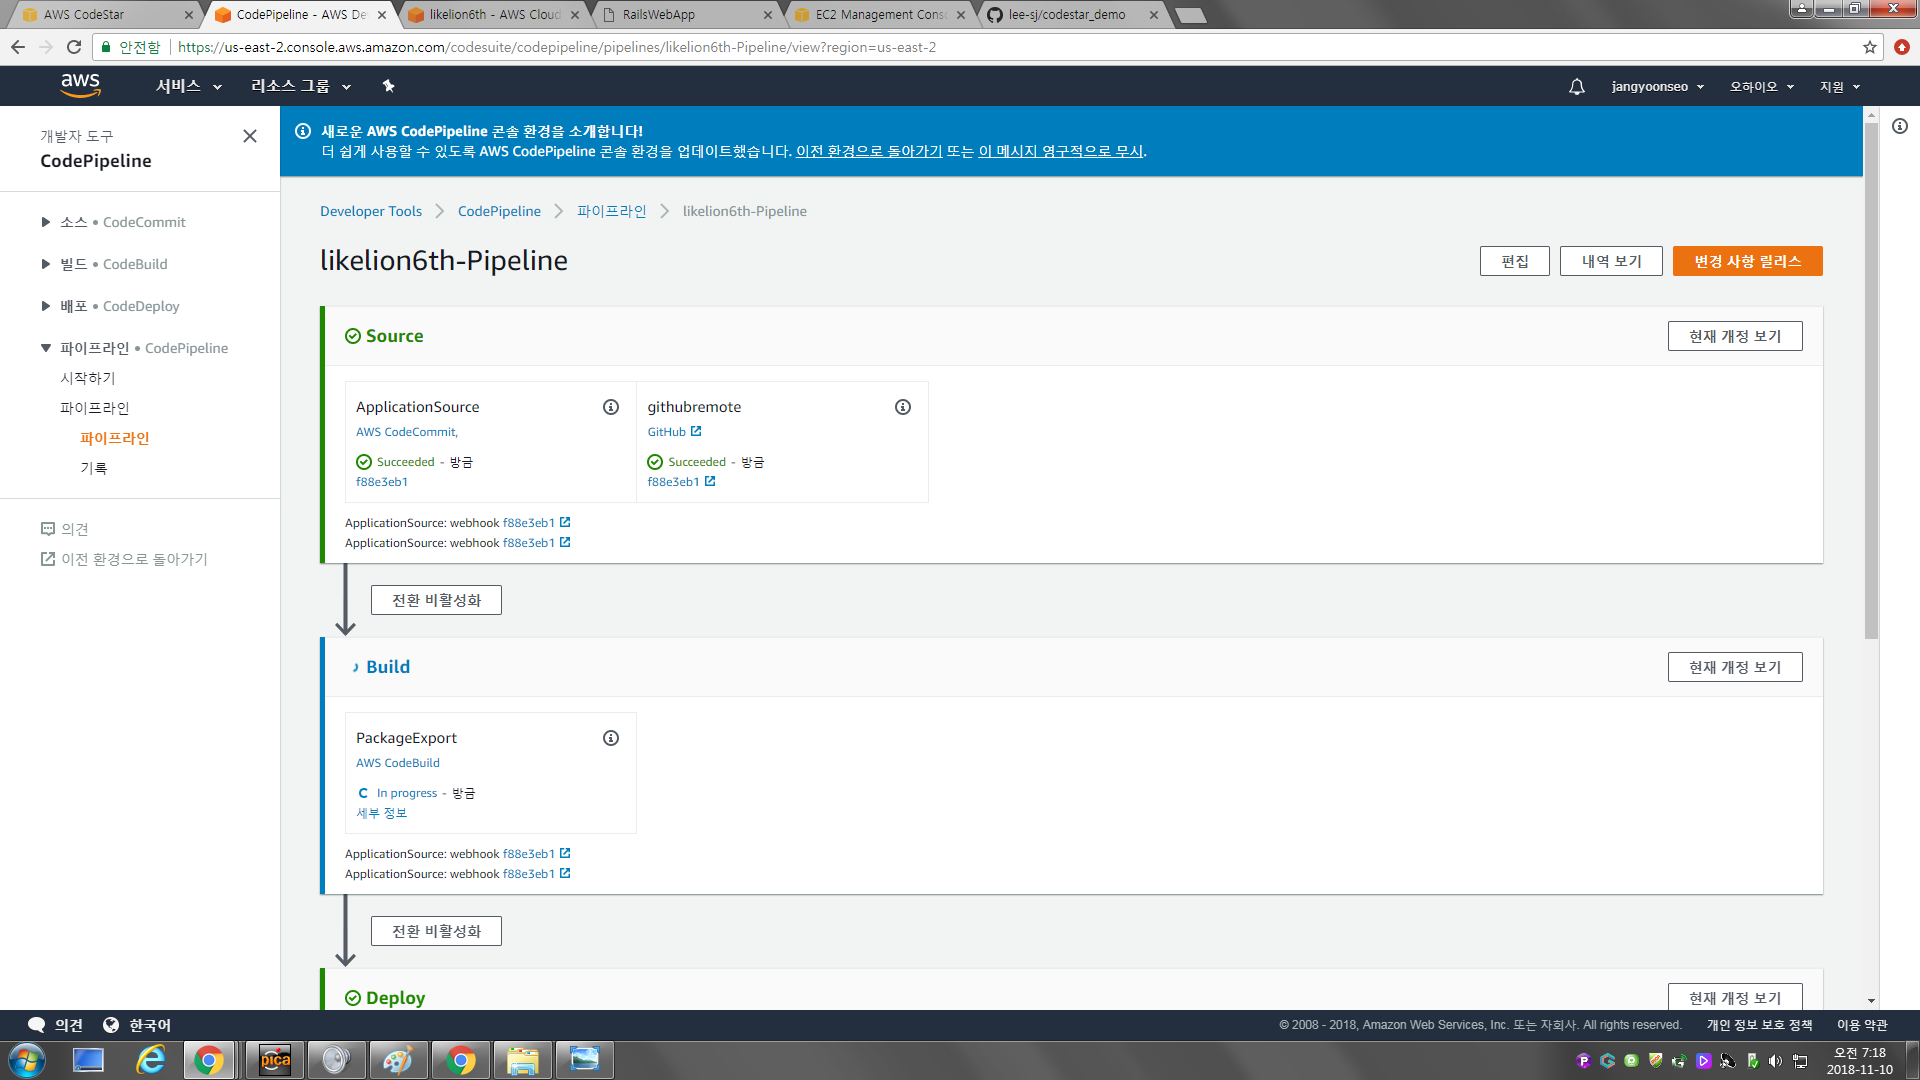 AWS CodeStar
CodePipeline - AWS De
likelion6th - AWS Cloud
RailsWebApp
EC2 Management Cons
lee-sj/codestar_demo
안전함
https://us-east-2.console.aws.amazon.com/codesuite/codepipeline/pipelines/likelion6th-Pipeline/view?region=us-east-2
aws
서비스
리소스 그룹
jangyoonseo
오하이오
지원
개발자 도구
CodePipeline
소스 • CodeCommit
빌드 • CodeBuild
배포 • CodeDeploy
파이프라인 • CodePipeline
시작하기
파이프라인
파이프라인
기록
의견
이전 환경으로 돌아가기
새로운 AWS CodePipeline 콘솔 환경을 소개합니다!
더 쉽게 사용할 수 있도록 AWS CodePipeline 콘솔 환경을 업데이트했습니다. 이전 환경으로 돌아가기 또는 이 메시지 영구적으로 무시.
Developer Tools
CodePipeline
파이프라인
likelion6th-Pipeline
likelion6th-Pipeline
편집
내역 보기
변경 사항 릴리스
Source
현재 개정 보기
ApplicationSource
AWS CodeCommit,
Succeeded - 방금
f88e3eb1
githubremote
GitHub
Succeeded - 방금
f88e3eb1
ApplicationSource: webhook f88e3eb1
ApplicationSource: webhook f88e3eb1
전환 비활성화
Build
현재 개정 보기
PackageExport
AWS CodeBuild
In progress - 방금
세부 정보
ApplicationSource: webhook f88e3eb1
ApplicationSource: webhook f88e3eb1
전환 비활성화
Deploy
현재 개정 보기
의견
한국어
© 2008 - 2018, Amazon Web Services, Inc. 또는 자회사. All rights reserved.
개인 정보 보호 정책
이용 약관
pica
오전 7:18
2018-11-10